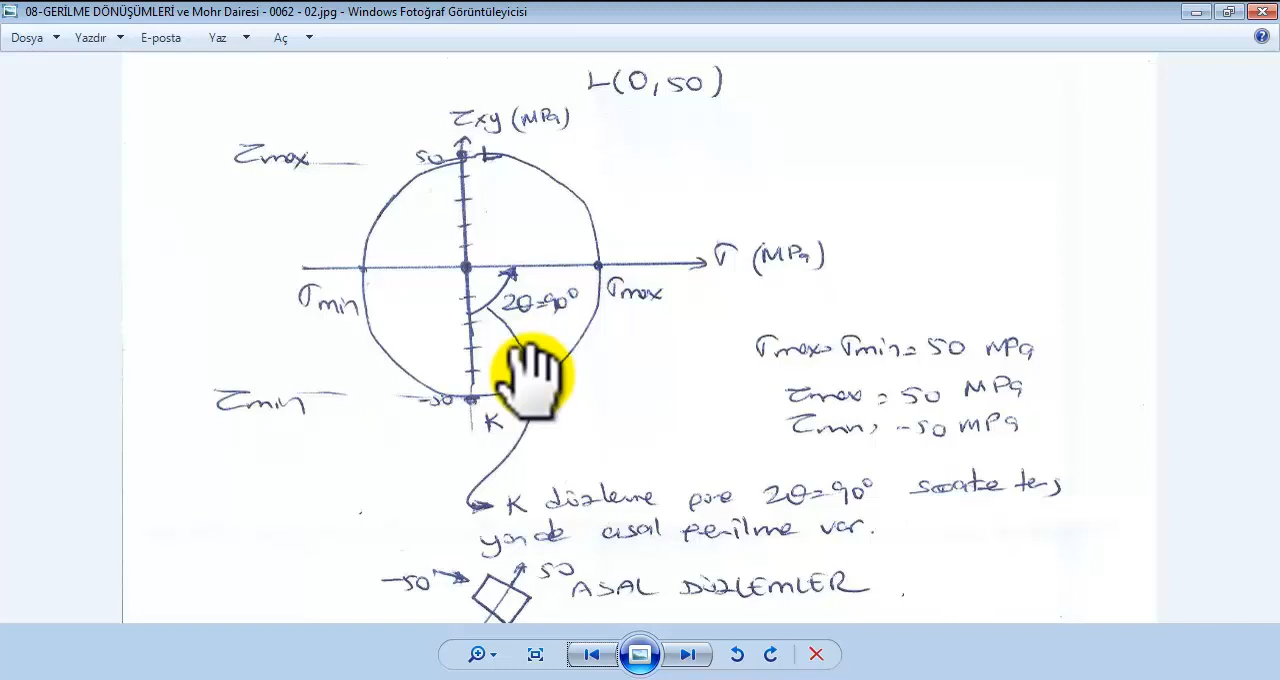 08-GERİLME DÖNÜŞÜMLERİ ve Mohr Dairesi - 0062 - 02.jpg - Windows Fotoğraf Görüntüleyicisi
Dosya Yazdır E-posta Yaz Aç
L(0,50)
τxy (MPa)
τmax
50 L
σ (MPa)
σmin
2θ=90°
σmax
σmax=σmin=50 MPa
τmax=50 MPa
τmin=-50 MPa
τmin
-50
K
K düzleme göre 2θ=90° saatte ters
yönde asal gerilme var.
-50 50
ASAL DÜZLEMLER